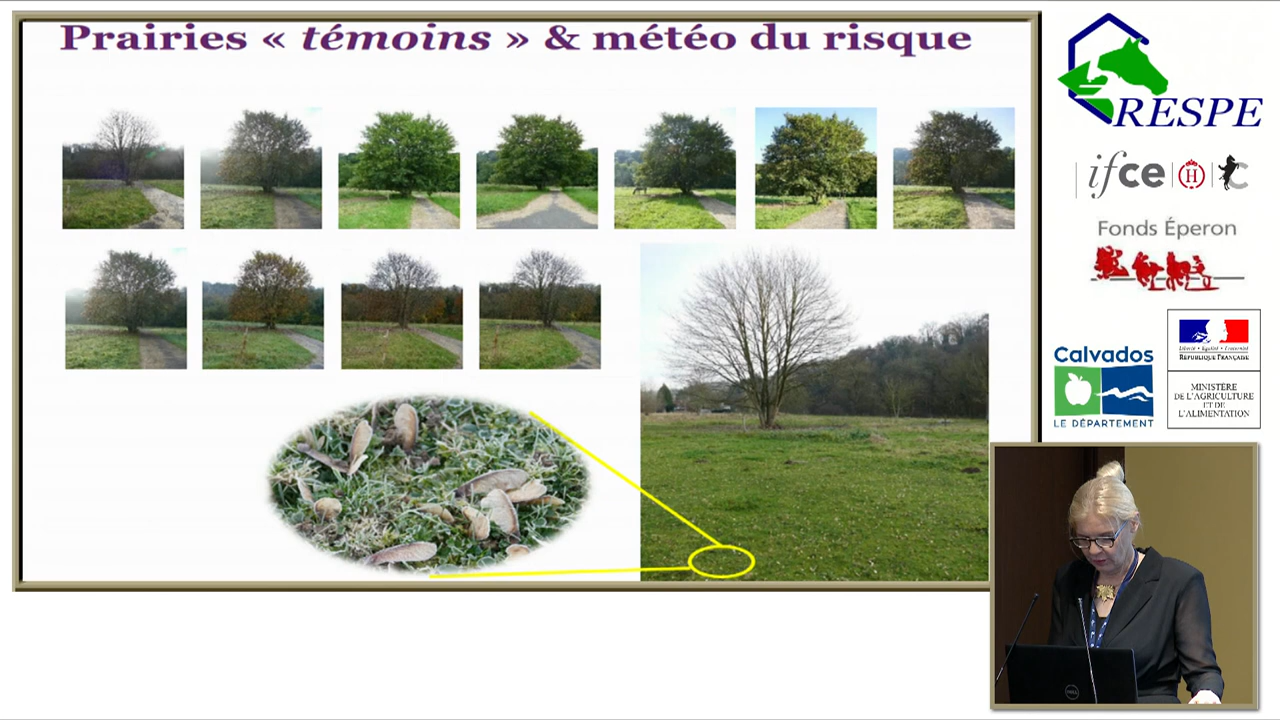 Prairies « témoins » & météo du risque
RESPE
ifce
H
Fonds Éperon
Calvados
LE DÉPARTEMENT
Liberté • Égalité • Fraternité
RÉPUBLIQUE FRANÇAISE
MINISTÈRE
DE L'AGRICULTURE
ET DE
L'ALIMENTATION
DELL